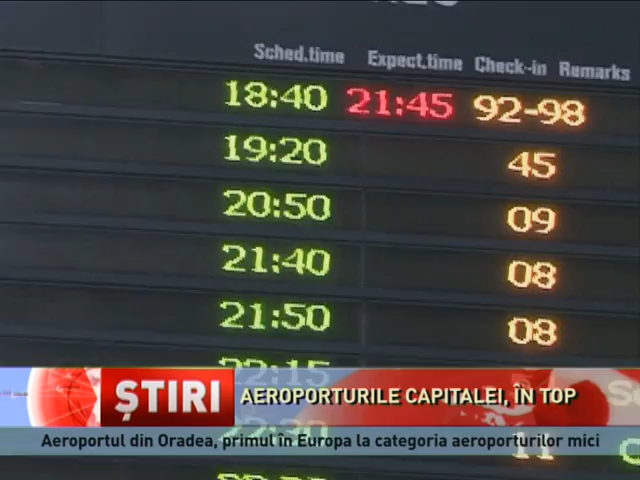 Sched.time Expect.time Check-in Remarks
18:40 21:45 92-98
19:20 45
20:50 09
21:40 08
21:50 08
22:15
ȘTIRI AEROPORTURILE CAPITALEI, ÎN TOP
Aeroportul din Oradea, primul în Europa la categoria aeroporturilor mici